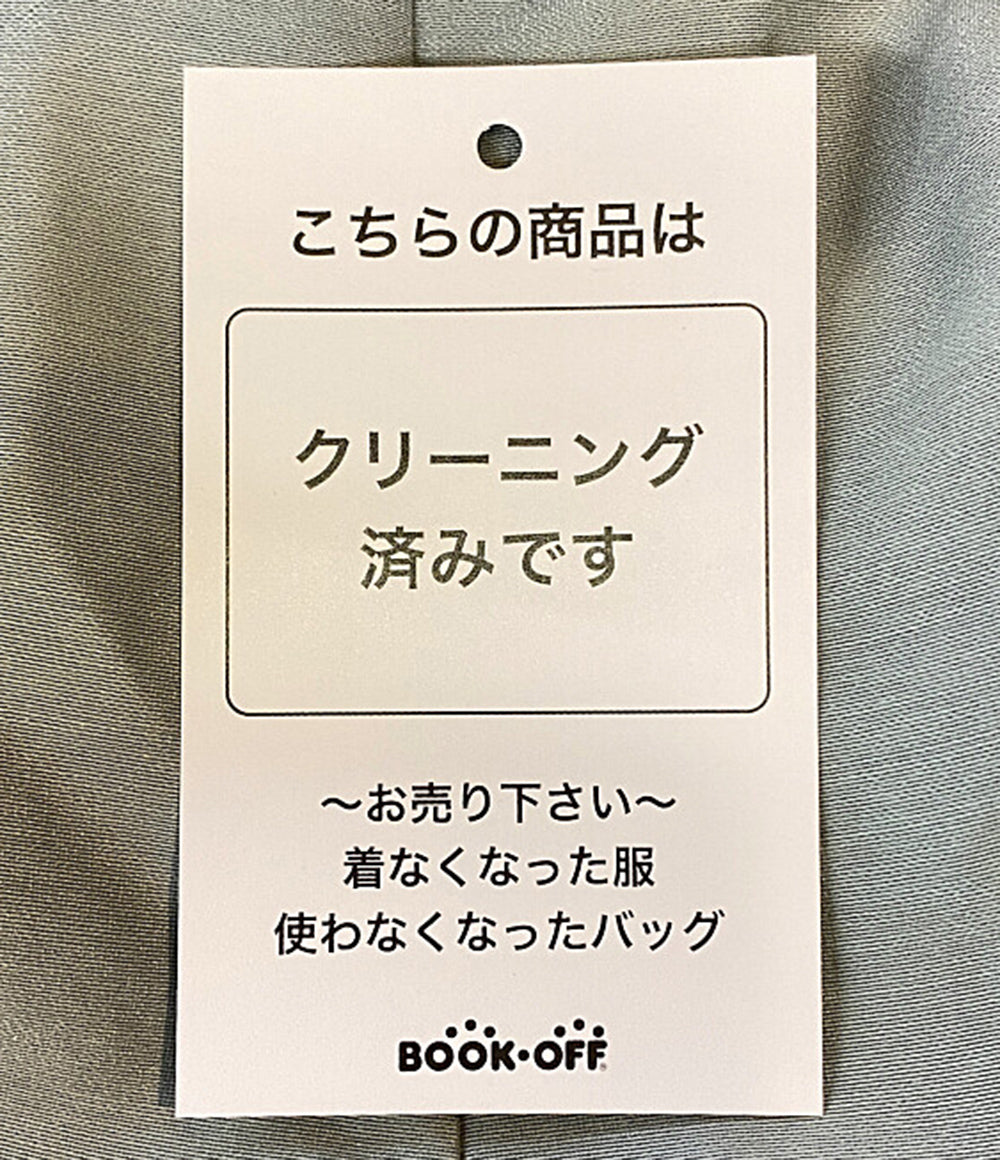 こちらの商品は
クリーニング
済みです
～お売り下さい～
着なくなった服
使わなくなったバッグ
BOOK・OFF®